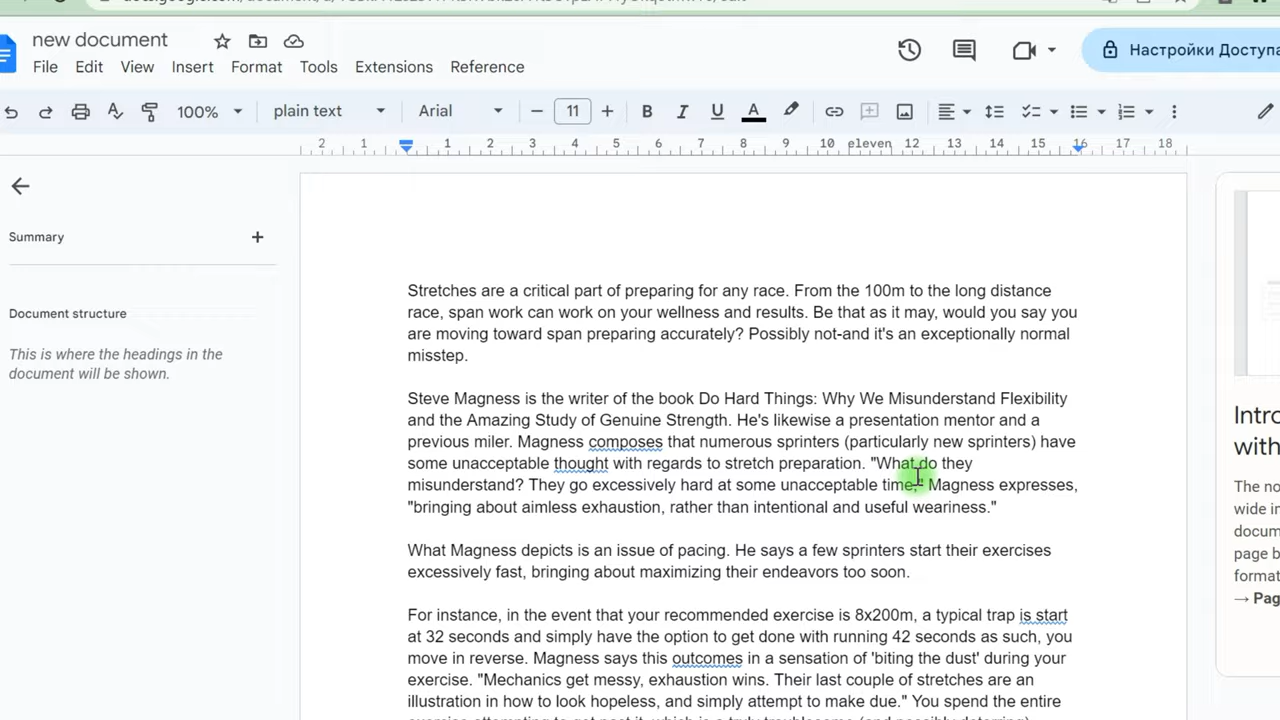 new document
File Edit View Insert Format Tools Extensions Reference
Настройки Доступа
100% plain text Arial 11
2 1 1 2 3 4 5 6 7 8 9 10 eleven 12 13 14 15 16 17 18
Summary
Document structure
This is where the headings in the
document will be shown.
Stretches are a critical part of preparing for any race. From the 100m to the long distance
race, span work can work on your wellness and results. Be that as it may, would you say you
are moving toward span preparing accurately? Possibly not-and it's an exceptionally normal
misstep.
Steve Magness is the writer of the book Do Hard Things: Why We Misunderstand Flexibility
and the Amazing Study of Genuine Strength. He's likewise a presentation mentor and a
previous miler. Magness composes that numerous sprinters (particularly new sprinters) have
some unacceptable thought with regards to stretch preparation. "What do they
misunderstand? They go excessively hard at some unacceptable time," Magness expresses,
"bringing about aimless exhaustion, rather than intentional and useful weariness."
What Magness depicts is an issue of pacing. He says a few sprinters start their exercises
excessively fast, bringing about maximizing their endeavors too soon.
For instance, in the event that your recommended exercise is 8x200m, a typical trap is start
at 32 seconds and simply have the option to get done with running 42 seconds as such, you
move in reverse. Magness says this outcomes in a sensation of 'biting the dust' during your
exercise. "Mechanics get messy, exhaustion wins. Their last couple of stretches are an
illustration in how to look hopeless, and simply attempt to make due." You spend the entire
Intro
with
The no
wide in
docum
page b
format
→ Pag